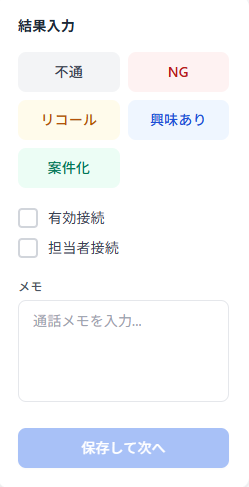 結果入力
不通
NG
リコール
興味あり
案件化
有効接続
担当者接続
メモ
通話メモを入力...
保存して次へ